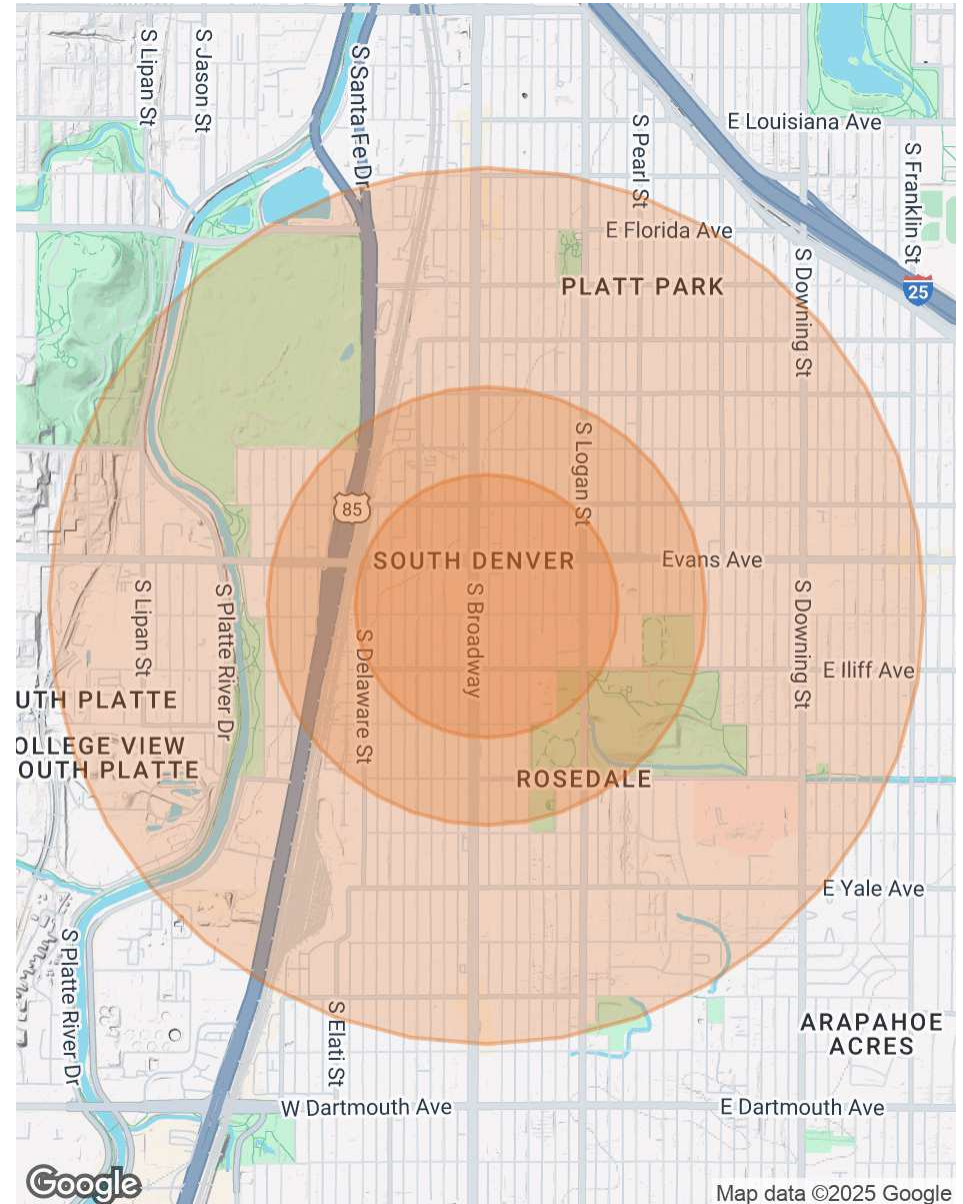 S Lipan St
S Jason St
S Santa Fe Dr
S Pearl St
E Louisiana Ave
S Franklin St
E Florida Ave
PLATT PARK
25
S Downing St
S Logan St
85
SOUTH DENVER
Evans Ave
S Lipan St
S Platte River Dr
S Broadway
S Delaware St
S Downing St
E Iliff Ave
UTH PLATTE
OLLEGE VIEW
OUTH PLATTE
ROSEDALE
E Yale Ave
S Platte River Dr
S Elati St
ARAPAHOE
ACRES
W Dartmouth Ave
E Dartmouth Ave
Google
Map data ©2025 Google